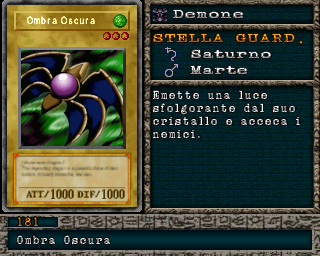 Ombra Oscura
ATT/1000 DIF/1000
Demone
STELLA GUARD.
Saturno
Marte
Emette una luce
sfolgorante dal suo
cristallo e acceca i
nemici.
181
Ombra Oscura